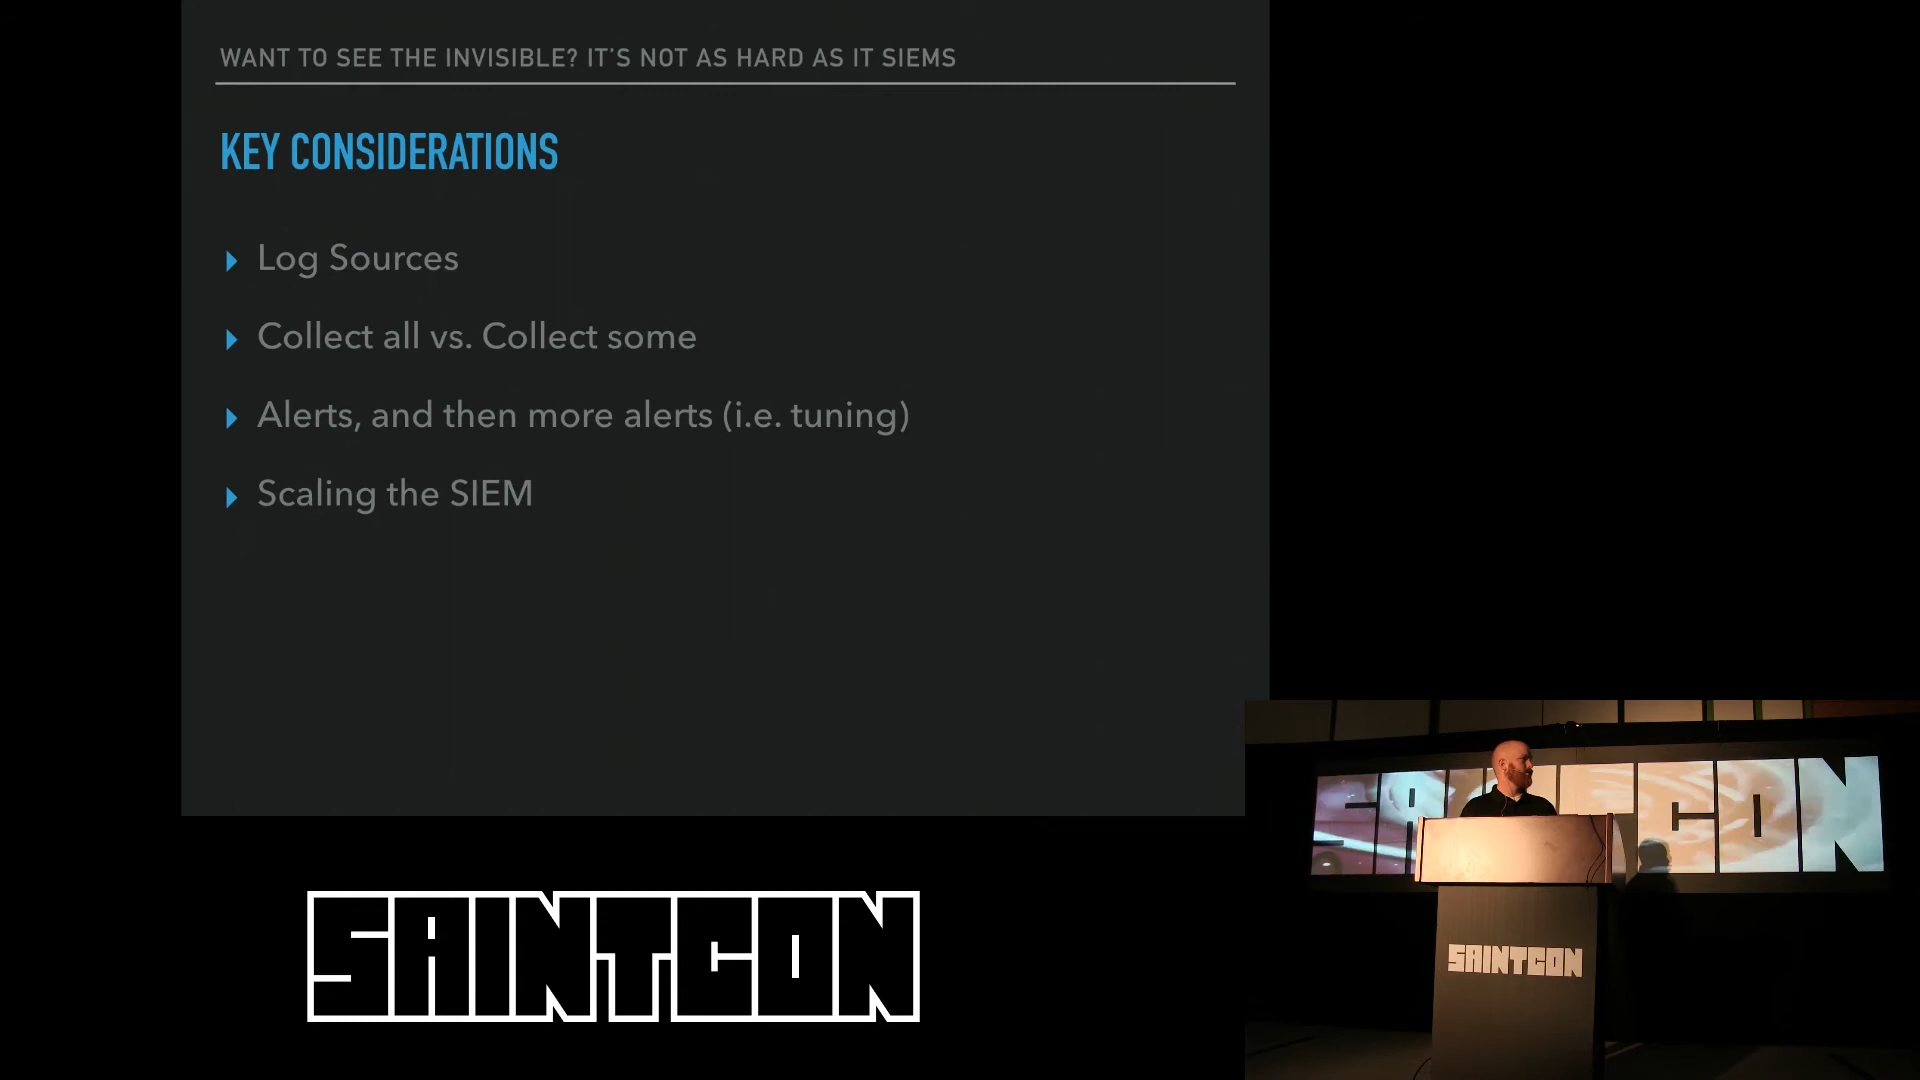 WANT TO SEE THE INVISIBLE? IT'S NOT AS HARD AS IT SIEMS
KEY CONSIDERATIONS
Log Sources
Collect all vs. Collect some
Alerts, and then more alerts (i.e. tuning)
Scaling the SIEM
SAINTCON
SAINTCON
SAINTCON